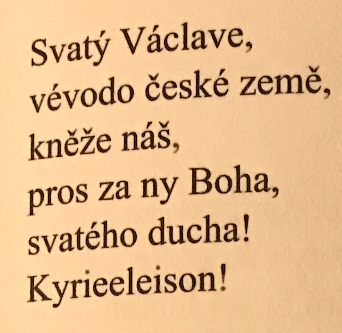 Svatý Václave,
vévodo české země,
kněže náš,
pros za ny Boha,
svatého ducha!
Kyrieeleison!